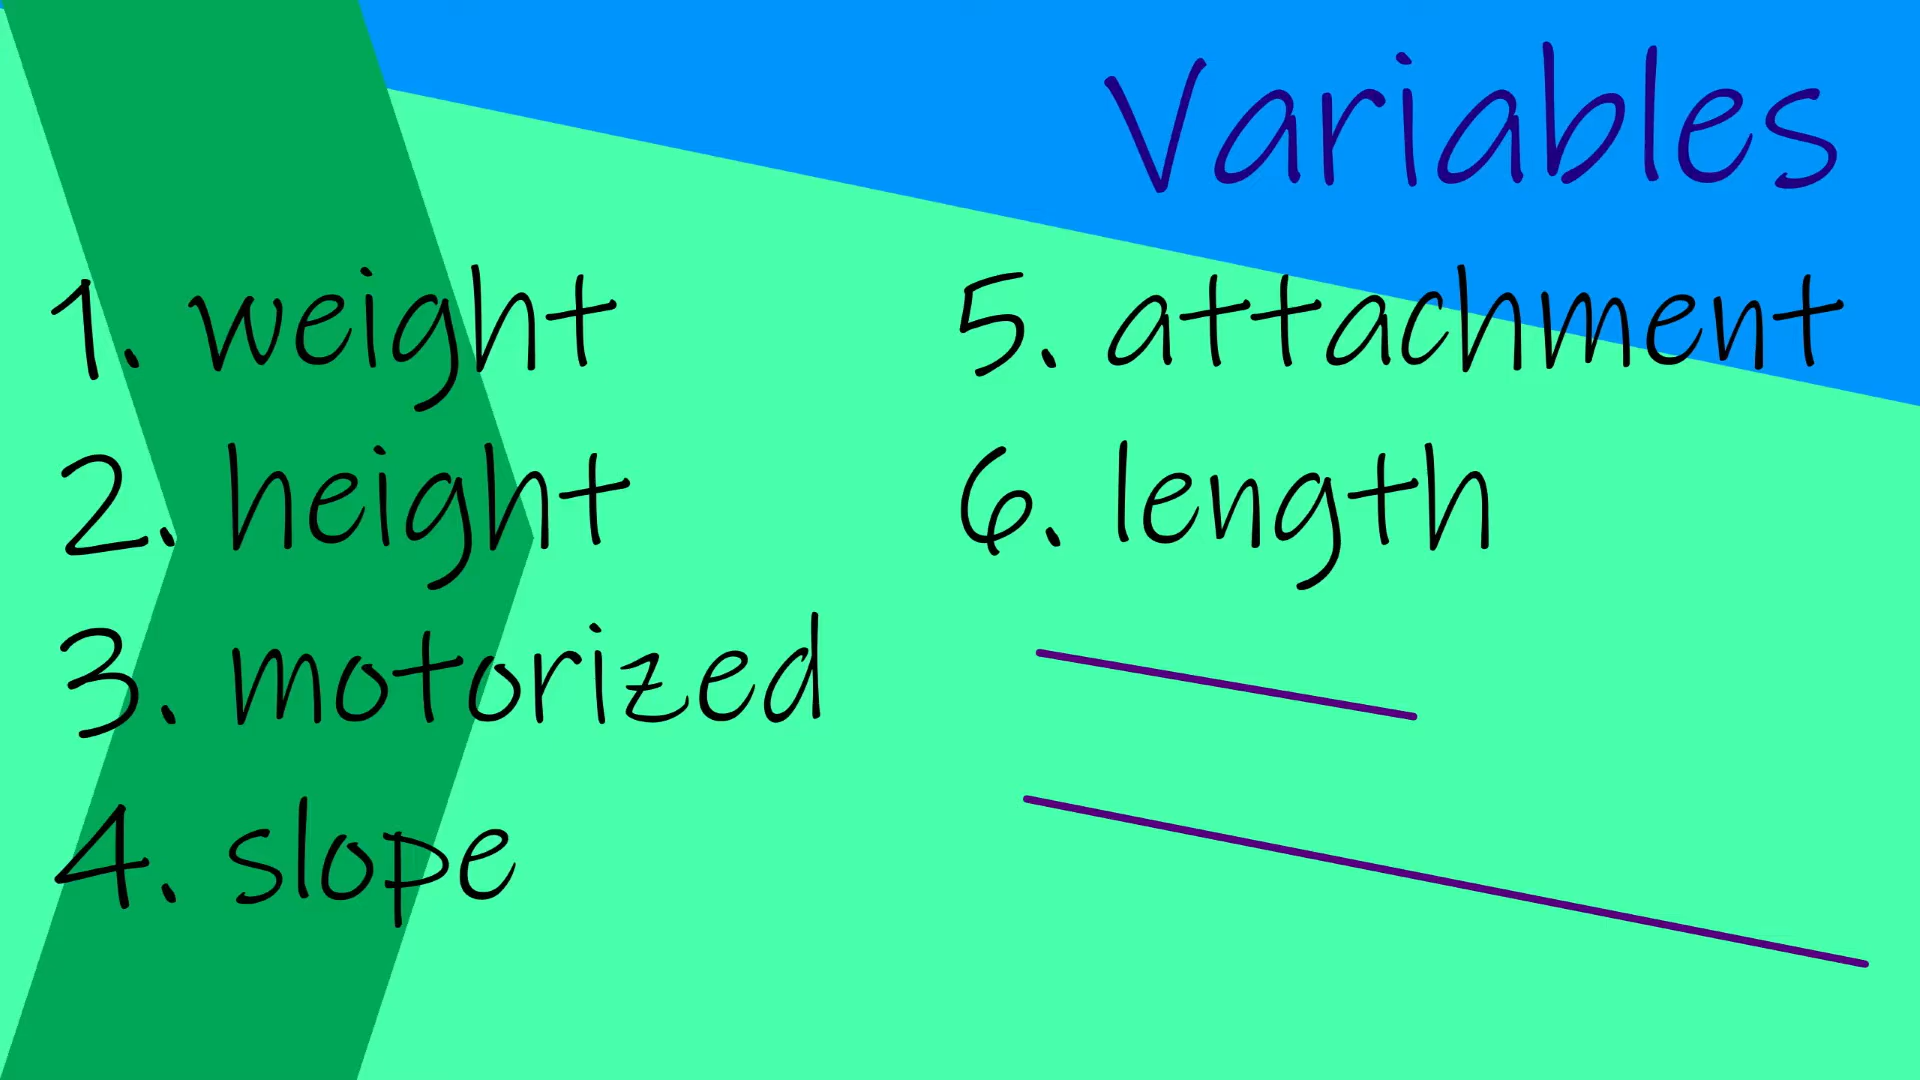 Variables
1. weight
2. height
3. motorized
4. slope
5. attachment
6. length